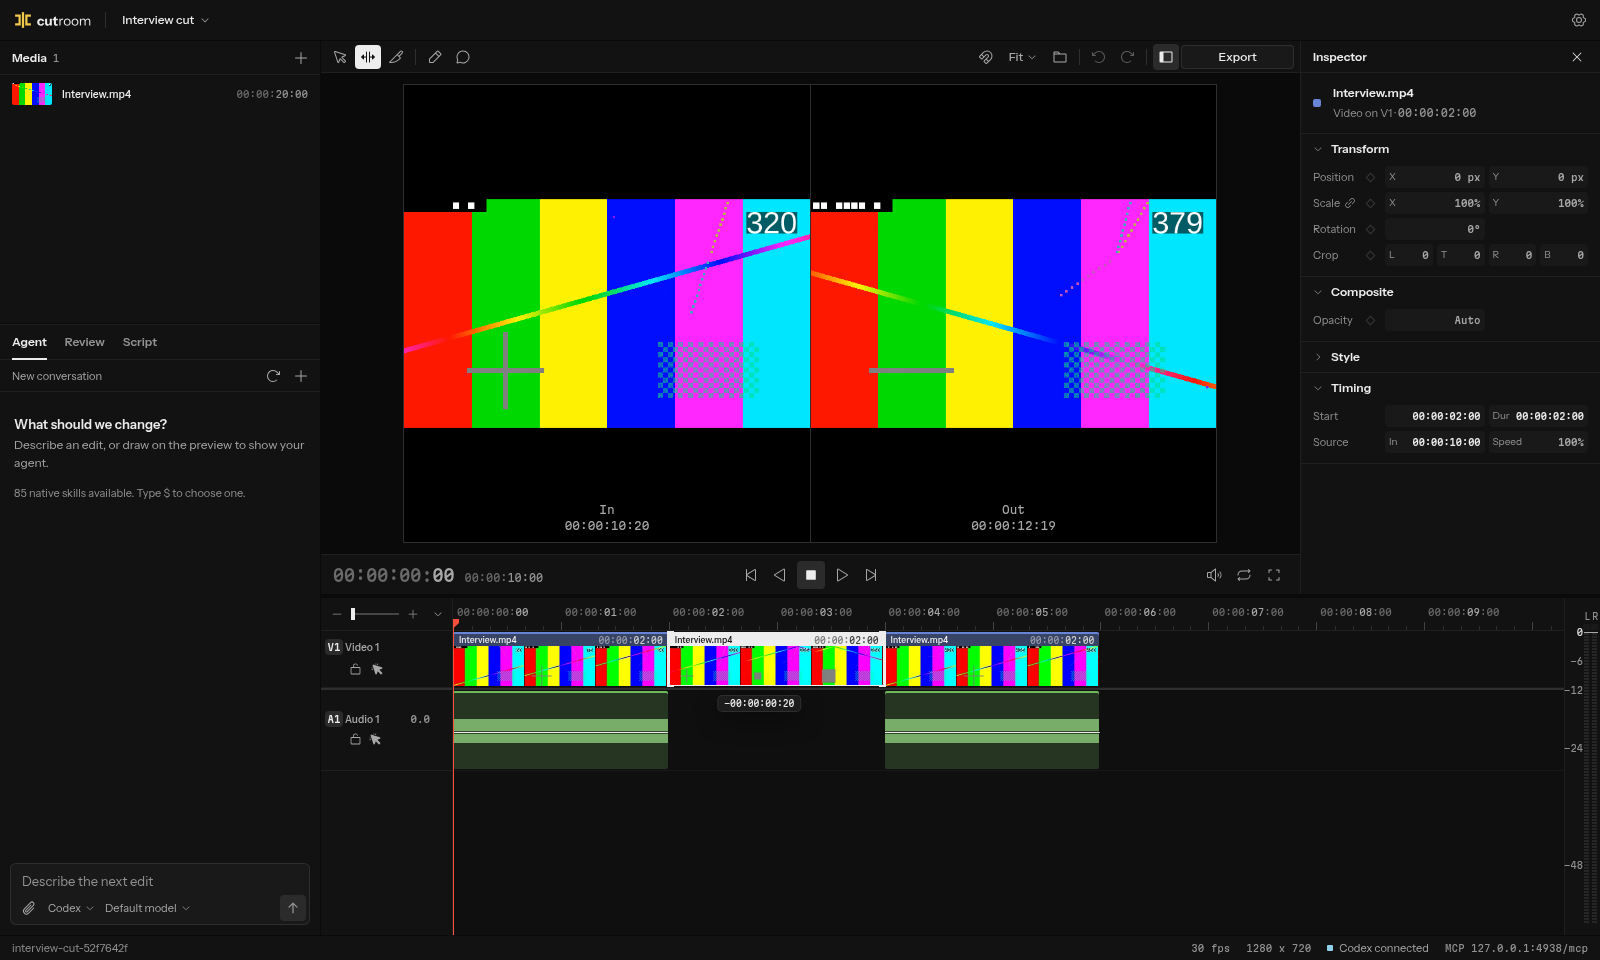 cutroom
Interview cut
Media 1
Interview.mp4 00:00:20:00
Agent Review Script
New conversation
What should we change?
Describe an edit, or draw on the preview to show your
agent.
85 native skills available. Type $ to choose one.
Describe the next edit
Codex Default model
Fit
Export
320
379
In
00:00:10:20
Out
00:00:12:19
00:00:00:00 00:00:10:00
Inspector
Interview.mp4
Video on V1·00:00:02:00
Transform
Position X 0 px Y 0 px
Scale X 100% Y 100%
Rotation 0°
Crop L 0 T 0 R 0 B 0
Composite
Opacity Auto
Style
Timing
Start 00:00:02:00 Dur 00:00:02:00
Source In 00:00:10:00 Speed 100%
00:00:00:00 00:00:01:00 00:00:02:00 00:00:03:00 00:00:04:00 00:00:05:00 00:00:06:00 00:00:07:00 00:00:08:00 00:00:09:00
V1 Video 1
Interview.mp4 00:00:02:00 Interview.mp4 00:00:02:00 Interview.mp4 00:00:02:00
-00:00:00:20
A1 Audio 1 0.0
L R
0
-6
-12
-24
-48
interview-cut-52f7642f
30 fps 1280 x 720 Codex connected MCP 127.0.0.1:4938/mcp